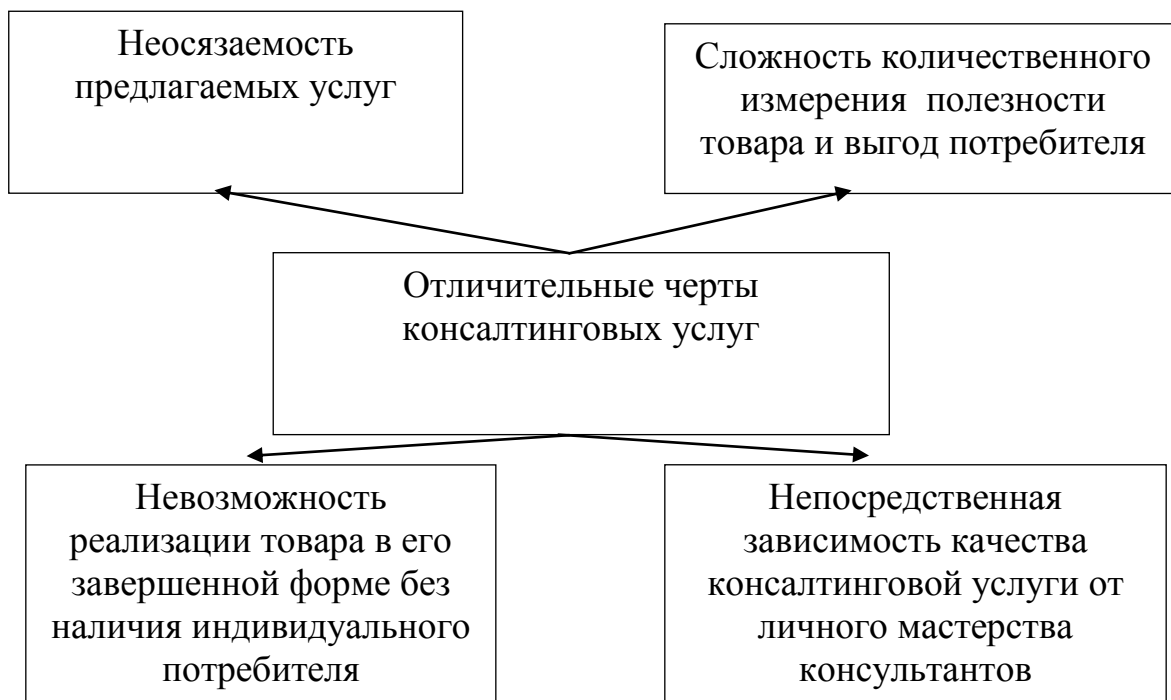 Неосязаемость
предлагаемых услуг
Сложность количественного
измерения полезности
товара и выгод потребителя
Отличительные черты
консалтинговых услуг
Невозможность
реализации товара в его
завершенной форме без
наличия индивидуального
потребителя
Непосредственная
зависимость качества
консалтинговой услуги от
личного мастерства
консультантов